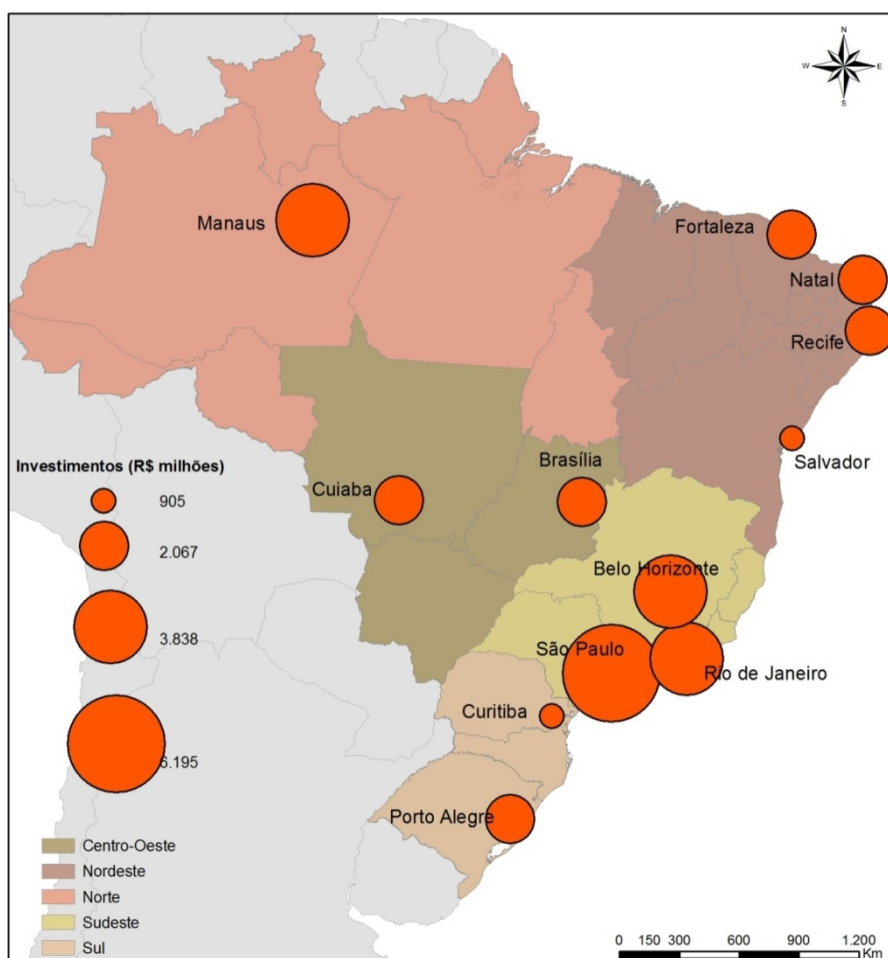 N
W E
S
Manaus
Fortaleza
Natal
Recife
Salvador
Brasília
Cuiaba
Belo Horizonte
São Paulo
Rio de Janeiro
Curitiba
Porto Alegre
Investimentos (R$ milhões)
905
2.067
3.838
6.195
Centro-Oeste
Nordeste
Norte
Sudeste
Sul
0 150 300 600 900 1.200
Km